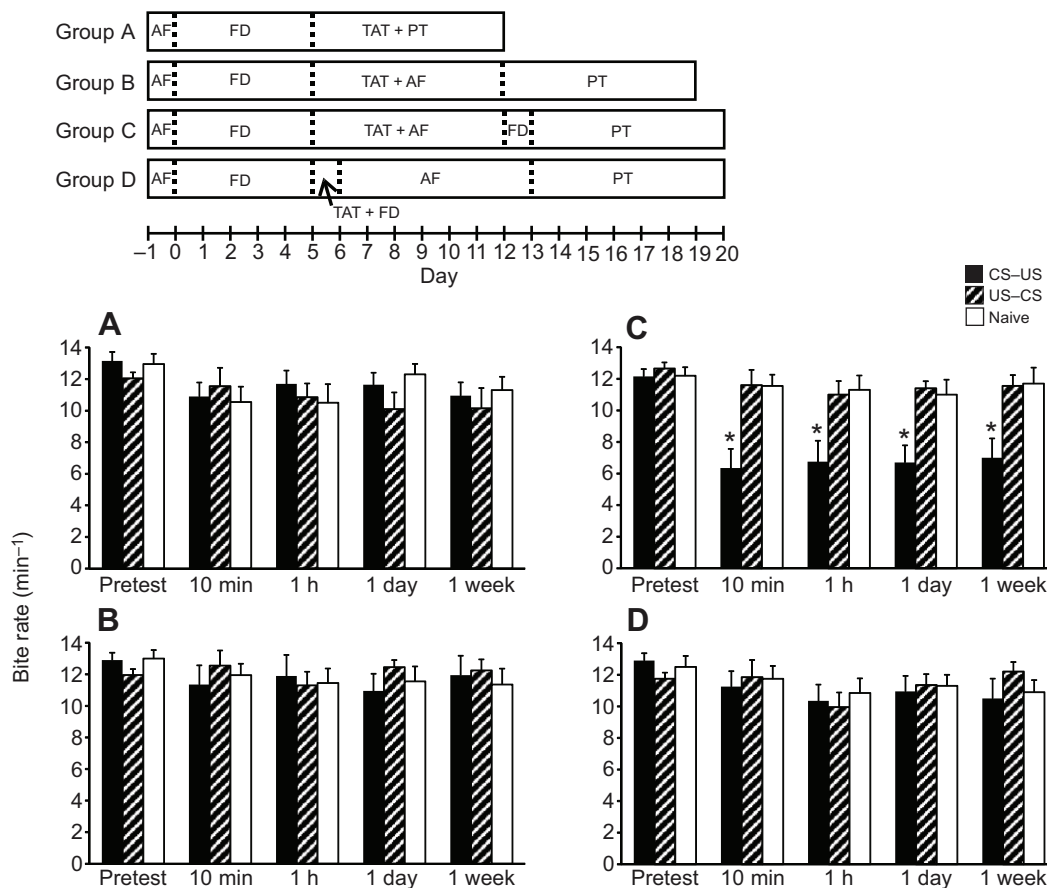 Group A AF FD TAT + PT
Group B AF FD TAT + AF PT
Group C AF FD TAT + AF FD PT
Group D AF FD AF PT
TAT + FD
–1 0 1 2 3 4 5 6 7 8 9 10 11 12 13 14 15 16 17 18 19 20
Day
CS–US
US–CS
Naive
A
14
12
10
8
6
4
2
0
Pretest 10 min 1 h 1 day 1 week
C
14
12
10
8
6
4
2
0
* * * *
Pretest 10 min 1 h 1 day 1 week
Bite rate (min–1)
B
14
12
10
8
6
4
2
0
Pretest 10 min 1 h 1 day 1 week
D
14
12
10
8
6
4
2
0
Pretest 10 min 1 h 1 day 1 week